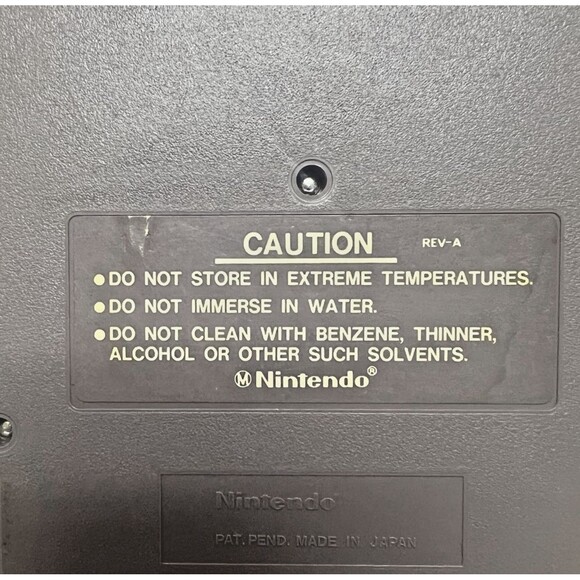 CAUTION REV-A
•DO NOT STORE IN EXTREME TEMPERATURES.
•DO NOT IMMERSE IN WATER.
•DO NOT CLEAN WITH BENZENE, THINNER,
ALCOHOL OR OTHER SUCH SOLVENTS.
Ⓜ Nintendo®
Nintendo®
PAT. PEND. MADE IN JAPAN